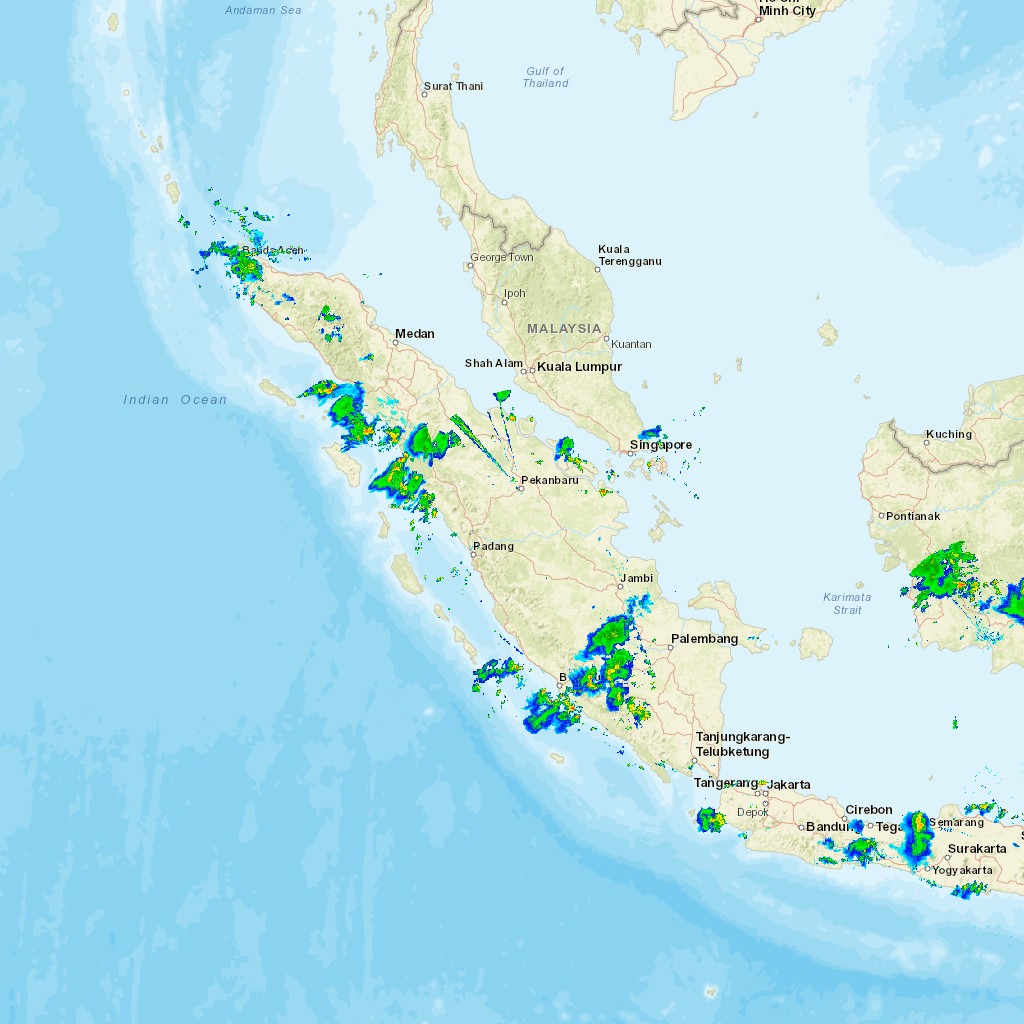 Andaman Sea
Minh City
Gulf of
Thailand
Surat Thani
Banda Aceh
George Town
Kuala
Terengganu
Ipoh
MALAYSIA
Medan
Kuantan
Shah Alam
Kuala Lumpur
Indian Ocean
Singapore
Kuching
Pekanbaru
Pontianak
Padang
Jambi
Karimata
Strait
Palembang
Tanjungkarang-
Telubketung
Tangerang
Jakarta
Depok
Cirebon
Semarang
Surakarta
Yogyakarta